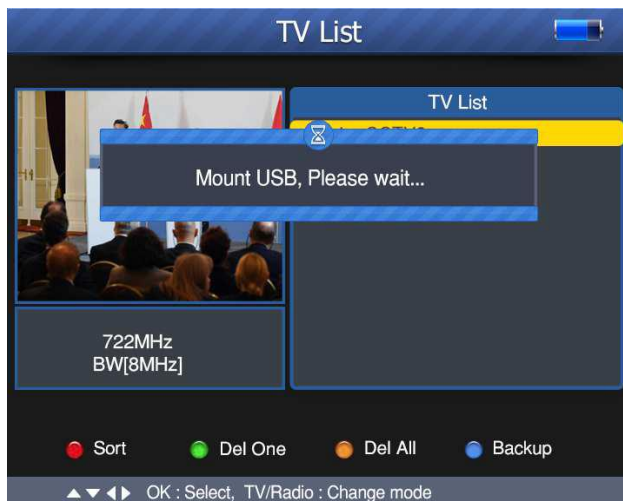 TV List
TV List
Mount USB, Please wait...
722MHz
BW[8MHz]
Sort
Del One
Del All
Backup
OK : Select, TV/Radio : Change mode